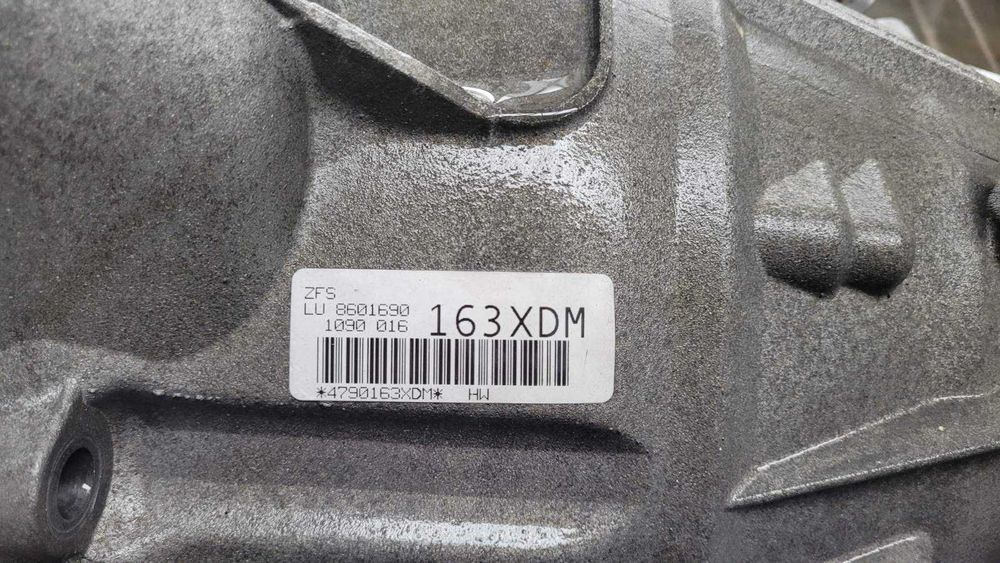 ZFS
LU 8601690
1090 016 163XDM
*4790163XDM* HW